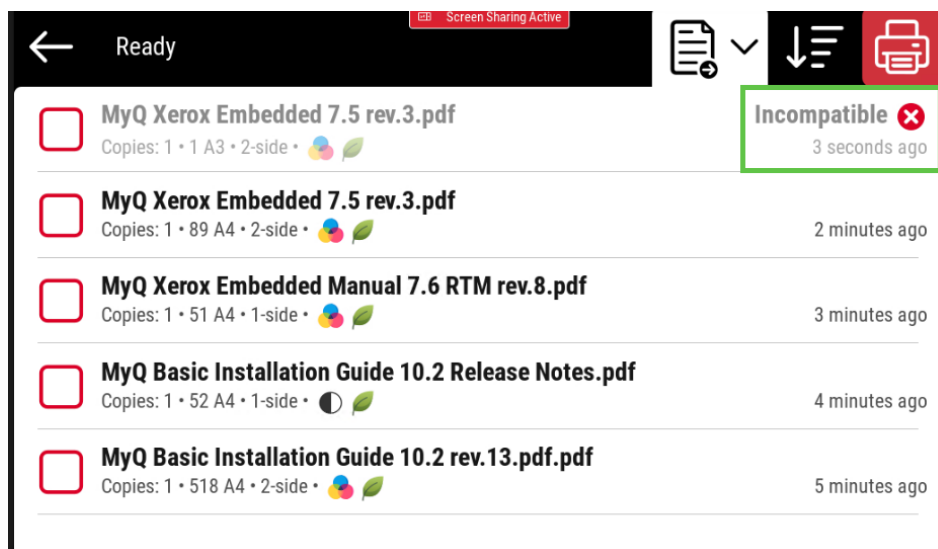 Screen Sharing Active
Ready
MyQ Xerox Embedded 7.5 rev.3.pdf
Incompatible
Copies: 1 • 1 A3 • 2-side •
3 seconds ago
MyQ Xerox Embedded 7.5 rev.3.pdf
Copies: 1 • 89 A4 • 2-side •
2 minutes ago
MyQ Xerox Embedded Manual 7.6 RTM rev.8.pdf
Copies: 1 • 51 A4 • 1-side •
3 minutes ago
MyQ Basic Installation Guide 10.2 Release Notes.pdf
Copies: 1 • 52 A4 • 1-side •
4 minutes ago
MyQ Basic Installation Guide 10.2 rev.13.pdf.pdf
Copies: 1 • 518 A4 • 2-side •
5 minutes ago